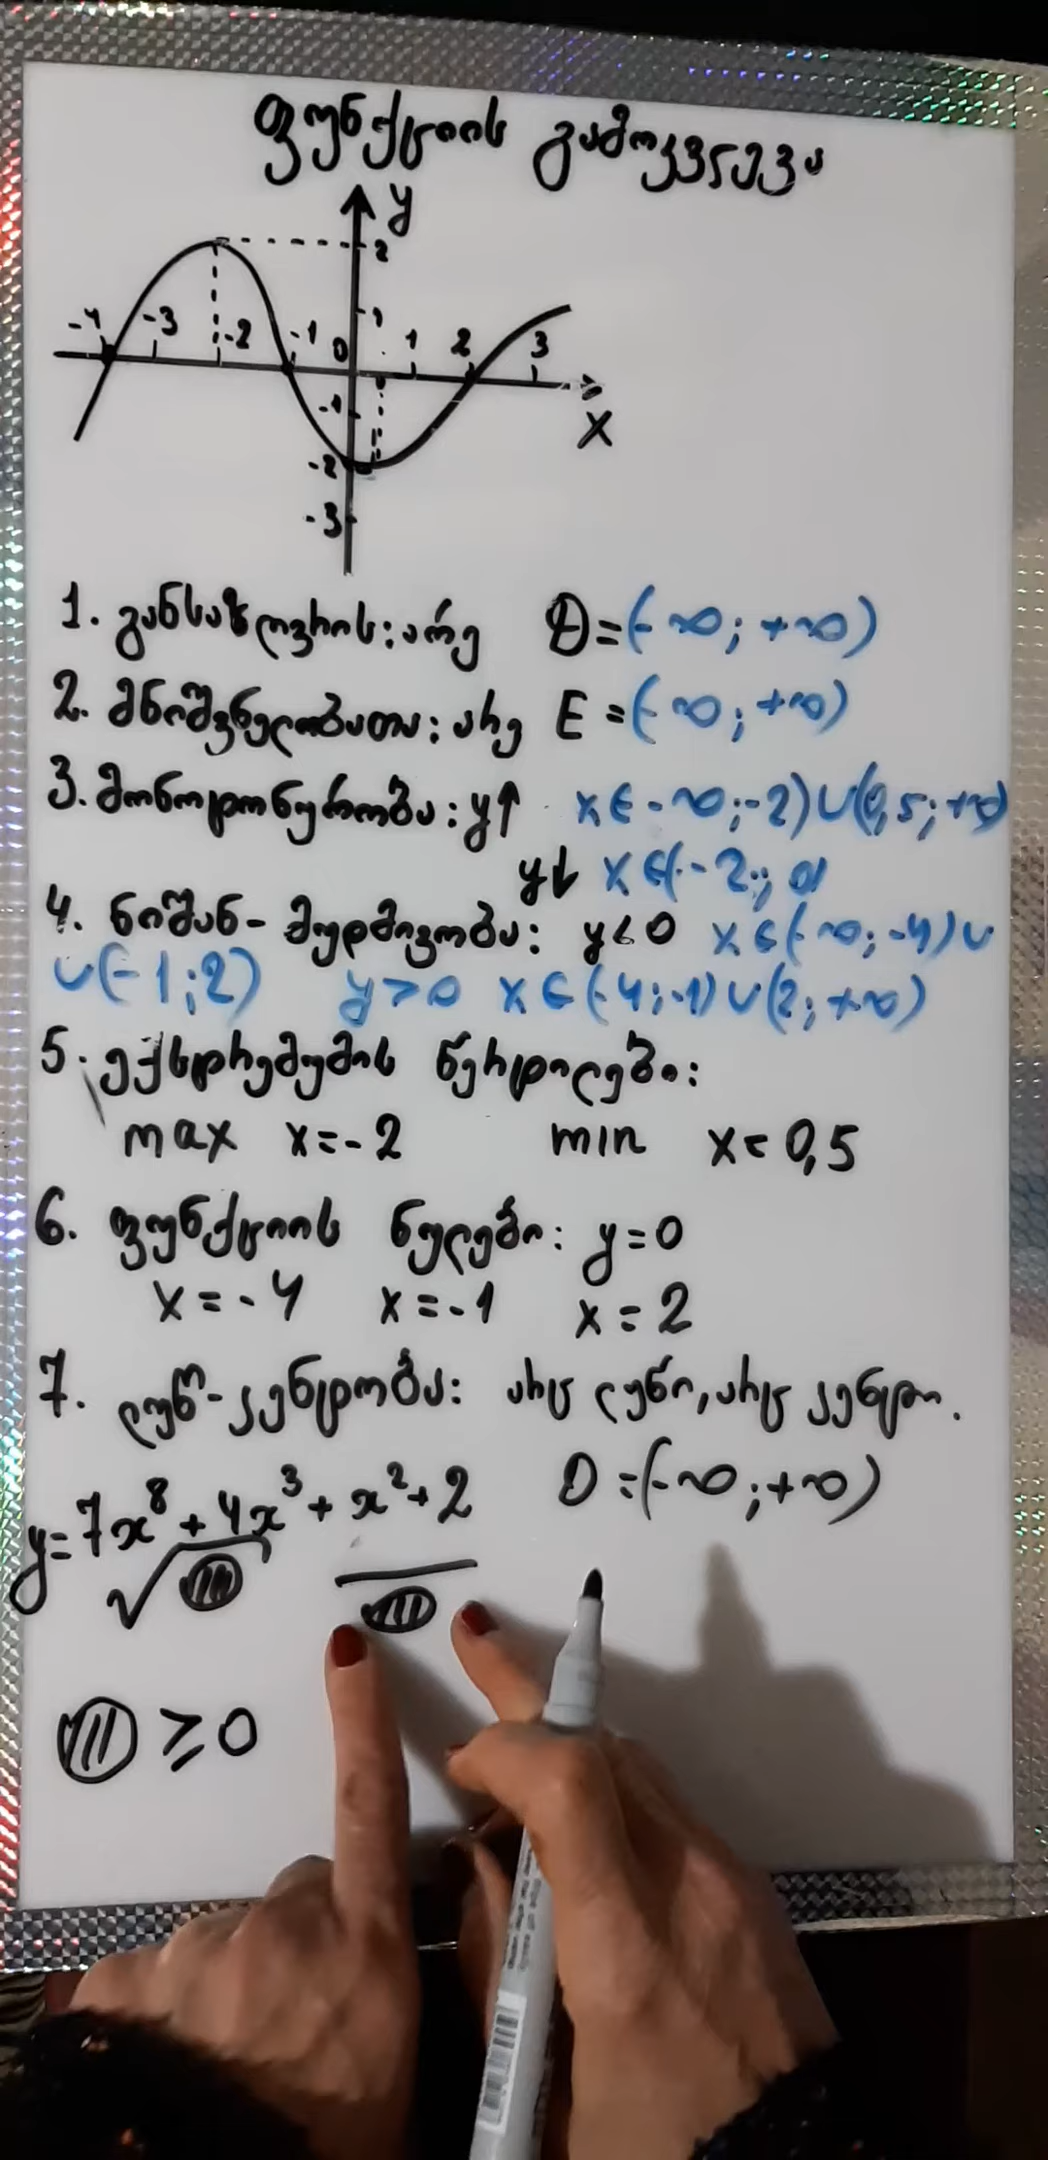 ფუნქციის გამოკვლევა
y
2
1
-4 -3 -2 -1 0 1 2 3
x
-1
-2
-3
1. განსაზღვრის: არე D=(-∞; +∞)
2. მნიშვნელობათა: არე E =(-∞; +∞)
3. მონოტონურობა: y↑ x∈-∞;-2)∪(0,5; +∞)
y↓ x∈(-2;
4. ნიშან-მუდმივობა: y<0 x∈(-∞; -4)∪
∪(-1;2) y>0 x∈(-4;-1)∪(2; +∞)
5. ექსტრემუმის წერტილები:
max x=-2 min x=0,5
6. ფუნქციის ნულები: y=0
x=-4 x=-1 x=2
7. ლუწ-კენტობა: არც ლუწი, არც კენტი.
y=7x⁸+4x³+x²+2 D=(-∞;+∞)
√
≥0